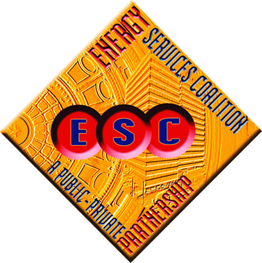 ENERGY
SERVICES COALITION
ESC
A PUBLIC-PRIVATE
PARTNERSHIP